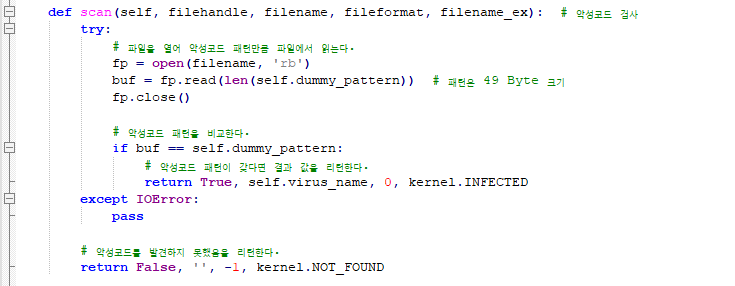 def scan(self, filehandle, filename, fileformat, filename_ex):  # 악성코드 검사
    try:
        # 파일을 열어 악성코드 패턴만큼 파일에서 읽는다.
        fp = open(filename, 'rb')
        buf = fp.read(len(self.dummy_pattern))  # 패턴은 49 Byte 크기
        fp.close()

        # 악성코드 패턴을 비교한다.
        if buf == self.dummy_pattern:
            # 악성코드 패턴이 갖다면 결과 값을 리턴한다.
            return True, self.virus_name, 0, kernel.INFECTED
    except IOError:
        pass

    # 악성코드를 발견하지 못했음을 리턴한다.
    return False, '', -1, kernel.NOT_FOUND